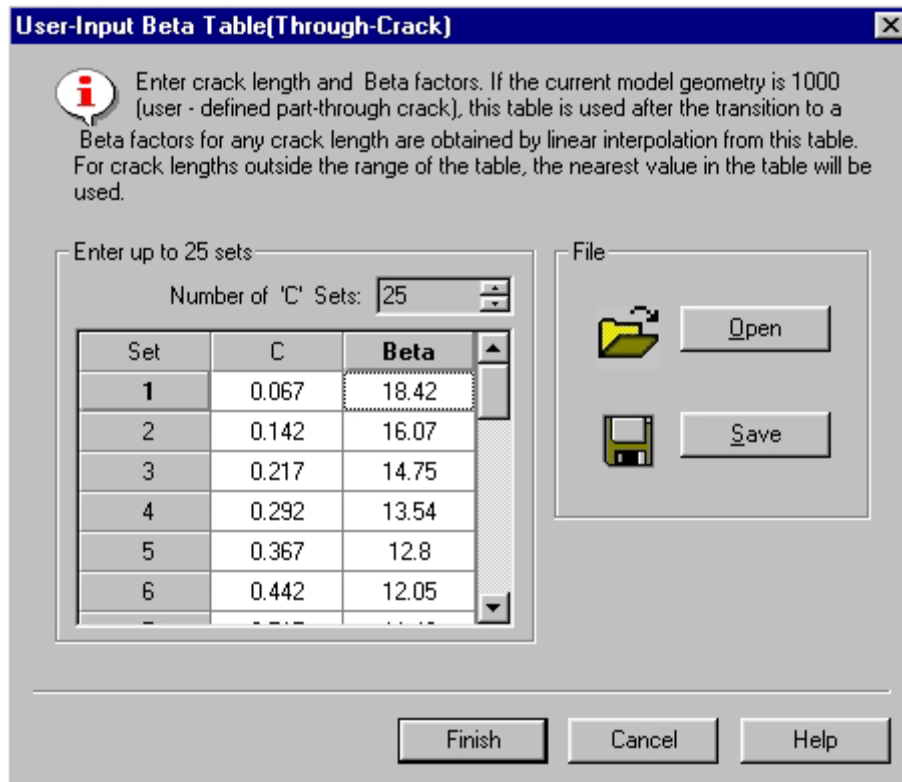 User-Input Beta Table(Through-Crack)
Enter crack length and Beta factors. If the current model geometry is 1000
(user - defined part-through crack), this table is used after the transition to a
Beta factors for any crack length are obtained by linear interpolation from this table.
For crack lengths outside the range of the table, the nearest value in the table will be
used.
Enter up to 25 sets
Number of 'C' Sets: 25
Set C Beta
1 0.067 18.42
2 0.142 16.07
3 0.217 14.75
4 0.292 13.54
5 0.367 12.8
6 0.442 12.05
File
Open
Save
Finish Cancel Help